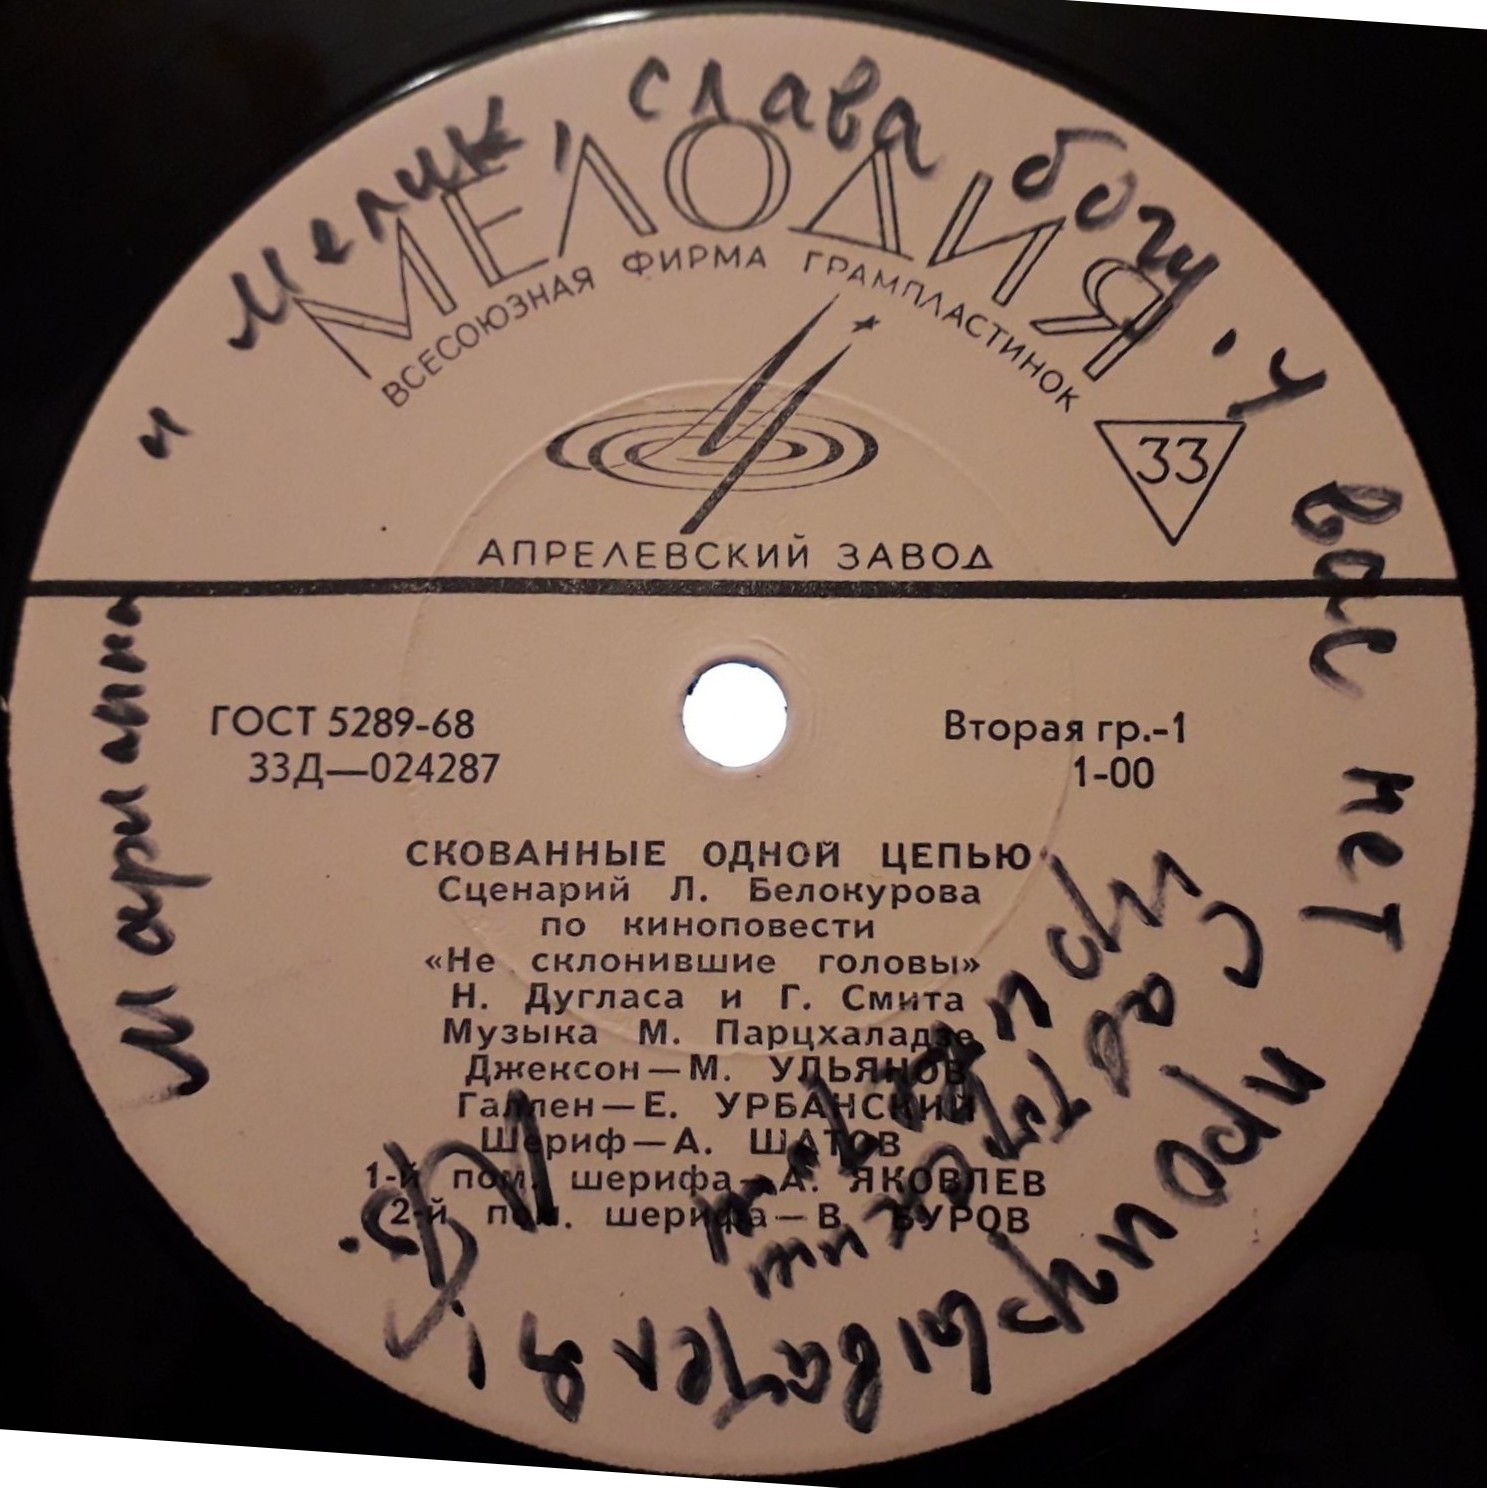 МЕЛОДИЯ
ВСЕСОЮЗНАЯ ФИРМА ГРАМПЛАСТИНОК
33
АПРЕЛЕВСКИЙ ЗАВОД
ГОСТ 5289-68
33Д—024287
Вторая гр.-1
1-00
СКОВАННЫЕ ОДНОЙ ЦЕПЬЮ
Сценарий Л. Белокурова
по киноповести
«Не склонившие головы»
Н. Дугласа и Г. Смита
Музыка М. Парцхаладзе
Джексон—М. УЛЬЯНОВ
Галлен—Е. УРБАНСКИЙ
Шериф—А. ШАТОВ
1-й пом. шерифа—А. ЯКОВЛЕВ
2-й пом. шерифа—В. БУРОВ
Марианна
и
Мелик, слава богу, у вас нет
проигрывателя!